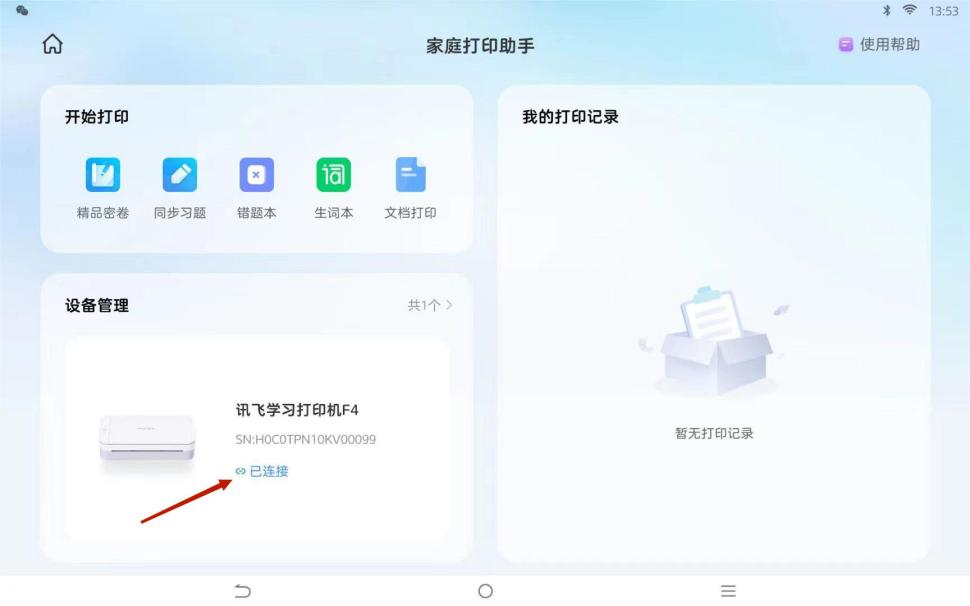 13:53
家庭打印助手
使用帮助
开始打印
精品密卷
同步习题
错题本
词
生词本
文档打印
设备管理
共1个
讯飞学习打印机F4
SN:H0C0TPN10KV00099
已连接
我的打印记录
暂无打印记录